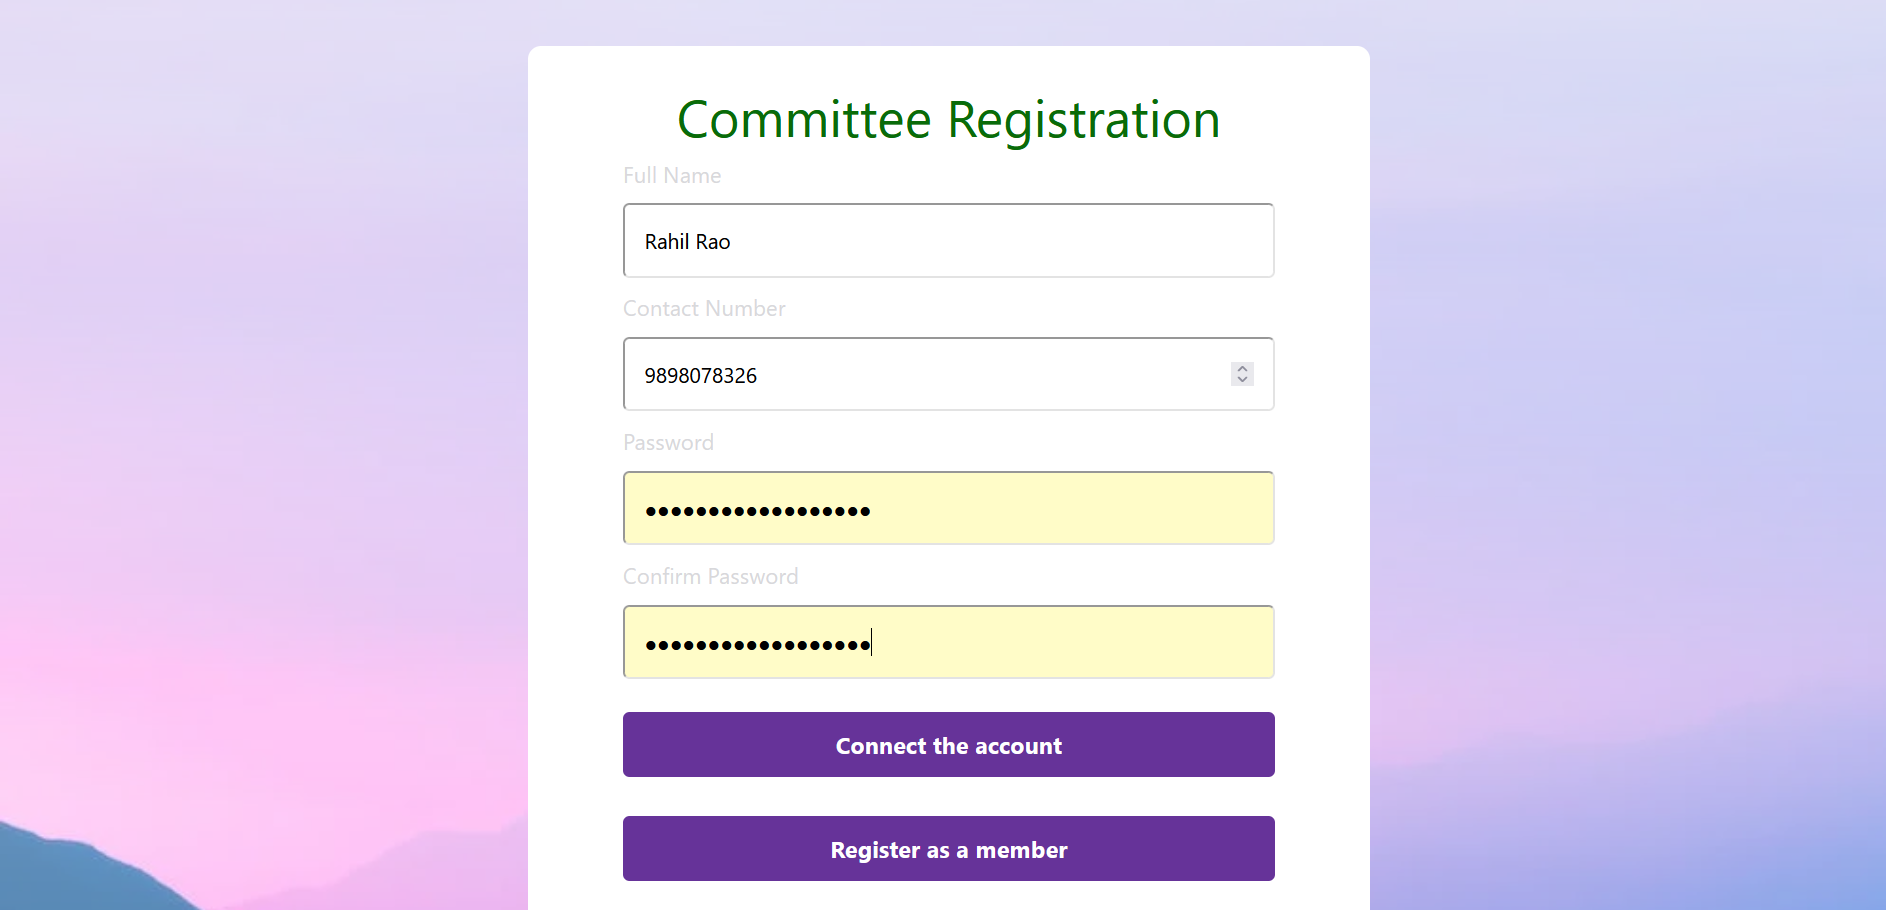 Committee Registration
Full Name
Rahil Rao
Contact Number
9898078326
Password
••••••••••••••••••
Confirm Password
••••••••••••••••••
Connect the account
Register as a member